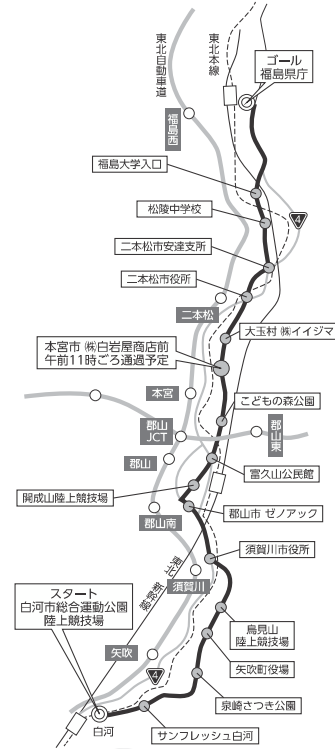 東北自動車道
東北本線
ゴール
福島県庁
福島西
福島大学入口
松陵中学校
4
二本松市安達支所
二本松市役所
二本松
大玉村 ㈱イイジマ
本宮市 ㈱白岩屋商店前
午前11時ごろ通過予定
本宮
こどもの森公園
郡山
JCT
郡山東
郡山
富久山公民館
開成山陸上競技場
郡山南
郡山市 ゼノアック
須賀川市役所
東北新幹線
須賀川
スタート
白河市総合運動公園
陸上競技場
鳥見山
陸上競技場
矢吹
矢吹町役場
4
泉崎さつき公園
白河
サンフレッシュ白河